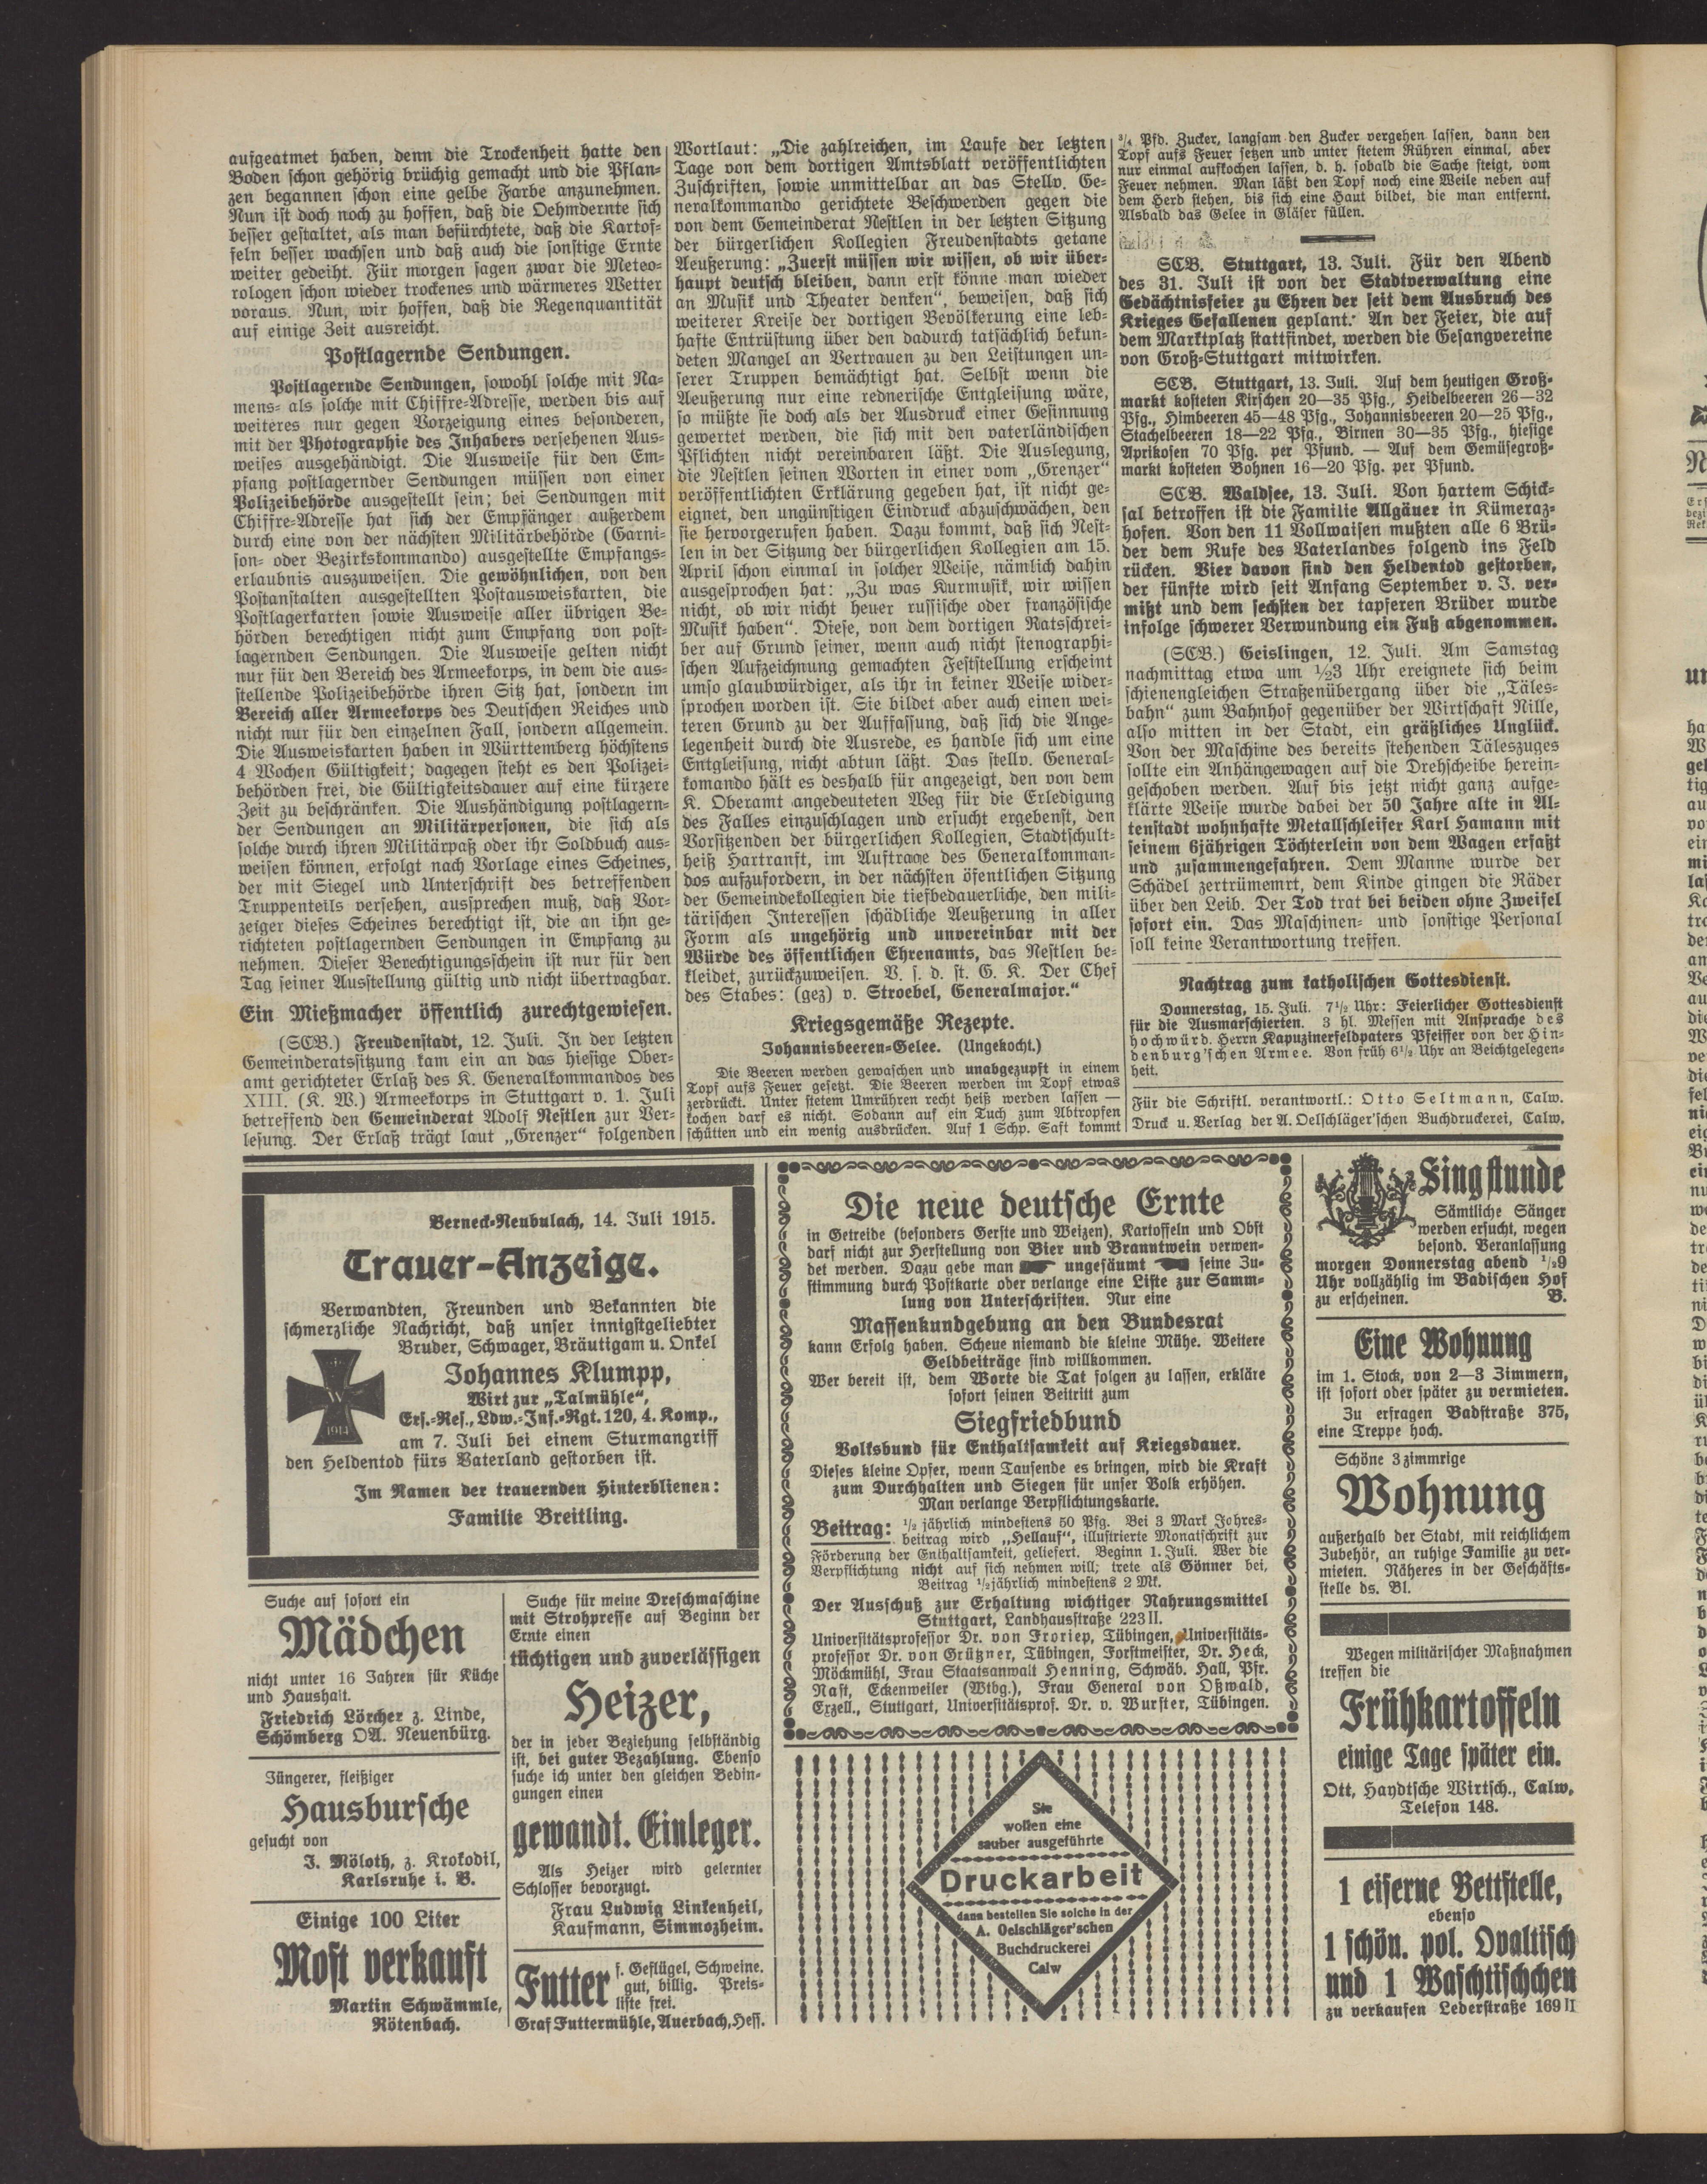 aufgeatmet haben, denn die Trockenheit hatte den
Boden schon gehörig brüchig gemacht und die Pflan-
zen begannen schon eine gelbe Farbe anzunehmen.
Nun ist doch noch zu hoffen, daß die Oehmdernte sich
besser gestaltet, als man befürchtete, daß die Kartof-
feln besser wachsen und daß auch die sonstige Ernte
weiter gedeiht. Für morgen sagen zwar die Meteo-
rologen schon wieder trockenes und wärmeres Wetter
voraus. Nun, wir hoffen, daß die Regenquantität
auf einige Zeit ausreicht.
Postlagernde Sendungen.
Postlagernde Sendungen, sowohl solche mit Na-
mens- als solche mit Chiffre-Adresse, werden bis auf
weiteres nur gegen Vorzeigung eines besonderen,
mit der Photographie des Inhabers versehenen Aus-
weises ausgehändigt. Die Ausweise für den Em-
pfang postlagernder Sendungen müssen von einer
Polizeibehörde ausgestellt sein; bei Sendungen mit
Chiffre-Adresse hat sich der Empfänger außerdem
durch eine von der nächsten Militärbehörde (Garni-
son- oder Bezirkskommando) ausgestellte Empfangs-
erlaubnis auszuweisen. Die gewöhnlichen, von den
Postanstalten ausgestellten Postausweiskarten, die
Postlagerkarten sowie Ausweise aller übrigen Be-
hörden berechtigen nicht zum Empfang von post-
lagernden Sendungen. Die Ausweise gelten nicht
nur für den Bereich des Armeekorps, in dem die aus-
stellende Polizeibehörde ihren Sitz hat, sondern im
Bereich aller Armeekorps des Deutschen Reiches und
nicht nur für den einzelnen Fall, sondern allgemein.
Die Ausweiskarten haben in Württemberg höchstens
4 Wochen Gültigkeit; dagegen steht es den Polizei-
behörden frei, die Gültigkeitsdauer auf eine kürzere
Zeit zu beschränken. Die Aushändigung postlagern-
der Sendungen an Militärpersonen, die sich als
solche durch ihren Militärpaß oder ihr Soldbuch aus-
weisen können, erfolgt nach Vorlage eines Scheines,
der mit Siegel und Unterschrift des betreffenden
Truppenteils versehen, aussprechen muß, daß Vor-
zeiger dieses Scheines berechtigt ist, die an ihn ge-
richteten postlagernden Sendungen in Empfang zu
nehmen. Dieser Berechtigungsschein ist nur für den
Tag seiner Ausstellung gültig und nicht übertragbar.
Ein Mießmacher öffentlich zurechtgewiesen.
(SCB.) Freudenstadt, 12. Juli. In der letzten
Gemeinderatssitzung kam ein an das hiesige Ober-
amt gerichteter Erlaß des K. Generalkommandos des
XIII. (K. W.) Armeekorps in Stuttgart v. 1. Juli
betreffend den Gemeinderat Adolf Nestlen zur Ver-
lesung. Der Erlaß trägt laut „Grenzer" folgenden
Wortlaut: „Die zahlreichen, im Laufe der letzten
Tage von dem dortigen Amtsblatt veröffentlichten
Zuschriften, sowie unmittelbar an das Stellv. Ge-
neralkommando gerichtete Beschwerden gegen die
von dem Gemeinderat Nestlen in der letzten Sitzung
der bürgerlichen Kollegien Freudenstadts getane
Aeußerung: „Zuerst müssen wir wissen, ob wir über-
haupt deutsch bleiben, dann erst könne man wieder
an Musik und Theater denken", beweisen, daß sich
weiterer Kreise der dortigen Bevölkerung eine leb-
hafte Entrüstung über den dadurch tatsächlich bekun-
deten Mangel an Vertrauen zu den Leistungen un-
serer Truppen bemächtigt hat. Selbst wenn die
Aeußerung nur eine rednerische Entgleisung wäre,
so müßte sie doch als der Ausdruck einer Gesinnung
gewertet werden, die sich mit den vaterländischen
Pflichten nicht vereinbaren läßt. Die Auslegung,
die Nestlen seinen Worten in einer vom „Grenzer"
veröffentlichten Erklärung gegeben hat, ist nicht ge-
eignet, den ungünstigen Eindruck abzuschwächen, den
sie hervorgerufen haben. Dazu kommt, daß sich Nest-
len in der Sitzung der bürgerlichen Kollegien am 15.
April schon einmal in solcher Weise, nämlich dahin
ausgesprochen hat: „Zu was Kurmusik, wir wissen
nicht, ob wir nicht heuer russische oder französische
Musik haben". Diese, von dem dortigen Ratsschrei-
ber auf Grund seiner, wenn auch nicht stenographi-
schen Aufzeichnung gemachten Feststellung erscheint
umso glaubwürdiger, als ihr in keiner Weise wider-
sprochen worden ist. Sie bildet aber auch einen wei-
teren Grund zu der Auffassung, daß sich die Ange-
legenheit durch die Ausrede, es handle sich um eine
Entgleisung, nicht abtun läßt. Das stellv. General-
komando hält es deshalb für angezeigt, den von dem
K. Oberamt angedeuteten Weg für die Erledigung
des Falles einzuschlagen und ersucht ergebenst, den
Vorsitzenden der bürgerlichen Kollegien, Stadtschult-
heiß Hartranft, im Auftrage des Generalkomman-
dos aufzufordern, in der nächsten öfentlichen Sitzung
der Gemeindekollegien die tiefbedauerliche, den mili-
tärischen Interessen schädliche Aeußerung in aller
Form als ungehörig und unvereinbar mit der
Würde des öffentlichen Ehrenamts, das Nestlen be-
kleidet, zurückzuweisen. V. s. d. st. G. K. Der Chef
des Stabes: (gez) v. Stroebel, Generalmajor."
Kriegsgemäße Rezepte.
Johannisbeeren-Gelee. (Ungekocht.)
Die Beeren werden gewaschen und unabgezupft in einem
Topf aufs Feuer gesetzt. Die Beeren werden im Topf etwas
zerdrückt. Unter stetem Umrühren recht heiß werden lassen —
kochen darf es nicht. Sodann auf ein Tuch zum Abtropfen
schütten und ein wenig ausdrücken. Auf 1 Schp. Saft kommt
¾ Pfd. Zucker, langsam den Zucker vergehen lassen, dann den
Topf aufs Feuer setzen und unter stetem Rühren einmal, aber
nur einmal aufkochen lassen, d. h. sobald die Sache steigt, vom
Feuer nehmen. Man läßt den Topf noch eine Weile neben auf
dem Herd stehen, bis sich eine Haut bildet, die man entfernt.
Alsbald das Gelee in Gläser füllen.
SCB. Stuttgart, 13. Juli. Für den Abend
des 31. Juli ist von der Stadtverwaltung eine
Gedächtnisfeier zu Ehren der seit dem Ausbruch des
Krieges Gefallenen geplant. An der Feier, die auf
dem Marktplatz stattfindet, werden die Gesangvereine
von Groß-Stuttgart mitwirken.
SCB. Stuttgart, 13. Juli. Auf dem heutigen Groß-
markt kosteten Kirschen 20—35 Pfg., Heidelbeeren 26—32
Pfg., Himbeeren 45—48 Pfg., Johannisbeeren 20—25 Pfg.,
Stachelbeeren 18—22 Pfg., Birnen 30—35 Pfg., hiesige
Aprikosen 70 Pfg. per Pfund. — Auf dem Gemüsegroß-
markt kosteten Bohnen 16—20 Pfg. per Pfund.
SCB. Waldsee, 13. Juli. Von hartem Schick-
sal betroffen ist die Familie Allgäuer in Kümeraz-
hofen. Von den 11 Vollwaisen mußten alle 6 Brü-
der dem Rufe des Vaterlandes folgend ins Feld
rücken. Vier davon sind den Heldentod gestorben,
der fünfte wird seit Anfang September v. J. ver-
mißt und dem sechsten der tapferen Brüder wurde
infolge schwerer Verwundung ein Fuß abgenommen.
(SCB.) Geislingen, 12. Juli. Am Samstag
nachmittag etwa um ½3 Uhr ereignete sich beim
schienengleichen Straßenübergang über die „Täles-
bahn" zum Bahnhof gegenüber der Wirtschaft Nille,
also mitten in der Stadt, ein gräßliches Unglück.
Von der Maschine des bereits stehenden Täleszuges
sollte ein Anhängewagen auf die Drehscheibe herein-
geschoben werden. Auf bis jetzt nicht ganz aufge-
klärte Weise wurde dabei der 50 Jahre alte in Al-
tenstadt wohnhafte Metallschleifer Karl Hamann mit
seinem 6jährigen Töchterlein von dem Wagen erfaßt
und zusammengefahren. Dem Manne wurde der
Schädel zertrümemrt, dem Kinde gingen die Räder
über den Leib. Der Tod trat bei beiden ohne Zweifel
sofort ein. Das Maschinen- und sonstige Personal
soll keine Verantwortung treffen.
Nachtrag zum katholischen Gottesdienst.
Donnerstag, 15. Juli. 7½ Uhr: Feierlicher Gottesdienst
für die Ausmarschierten. 3 hl. Messen mit Ansprache des
hochwürd. Herrn Kapuzinerfeldpaters Pfeiffer von der Hin-
denburg'schen Armee. Von früh 6½ Uhr an Beichtgelegen-
heit.
Für die Schriftl. verantwortl.: Otto Seltmann, Calw.
Druck u. Verlag der A. Oelschläger'schen Buchdruckerei, Calw.
Berneck-Neubulach, 14. Juli 1915.
Trauer-Anzeige.
Verwandten, Freunden und Bekannten die
schmerzliche Nachricht, daß unser innigstgeliebter
Bruder, Schwager, Bräutigam u. Onkel
Johannes Klumpp,
Wirt zur „Talmühle",
Ers.-Res., Ldw.-Inf.-Rgt. 120, 4. Komp.,
am 7. Juli bei einem Sturmangriff
den Heldentod fürs Vaterland gestorben ist.
W
1914
Im Namen der trauernden Hinterblienen:
Familie Breitling.
Suche auf sofort ein
Mädchen
nicht unter 16 Jahren für Küche
und Haushalt.
Friedrich Lörcher z. Linde,
Schömberg OA. Neuenbürg.
Jüngerer, fleißiger
Hausbursche
gesucht von
J. Möloth, z. Krokodil,
Karlsruhe i. B.
Einige 100 Liter
Most verkauft
Martin Schwämmle,
Rötenbach.
Suche für meine Dreschmaschine
mit Strohpresse auf Beginn der
Ernte einen
tüchtigen und zuverlässigen
Heizer,
der in jeder Beziehung selbständig
ist, bei guter Bezahlung. Ebenso
suche ich unter den gleichen Bedin-
gungen einen
gewandt. Einleger.
Als Heizer wird gelernter
Schlosser bevorzugt.
Frau Ludwig Linkenheil,
Kaufmann, Simmozheim.
Futter f. Geflügel, Schweine.
gut, billig. Preis-
liste frei.
Graf Futtermühle, Auerbach, Hess.
Die neue deutsche Ernte
in Getreide (besonders Gerste und Weizen), Kartoffeln und Obst
darf nicht zur Herstellung von Bier und Branntwein verwen-
det werden. Dazu gebe man ungesäumt seine Zu-
stimmung durch Postkarte oder verlange eine Liste zur Samm-
lung von Unterschriften. Nur eine
Massenkundgebung an den Bundesrat
kann Erfolg haben. Scheue niemand die kleine Mühe. Weitere
Geldbeiträge sind willkommen.
Wer bereit ist, dem Worte die Tat folgen zu lassen, erkläre
sofort seinen Beitritt zum
Siegfriedbund
Volksbund für Enthaltsamkeit auf Kriegsdauer.
Dieses kleine Opfer, wenn Tausende es bringen, wird die Kraft
zum Durchhalten und Siegen für unser Volk erhöhen.
Man verlange Verpflichtungskarte.
Beitrag: ½ jährlich mindestens 50 Pfg. Bei 3 Mark Johres-
beitrag wird „Hellauf", illustrierte Monatschrift zur
Förderung der Enthaltsamkeit, geliefert. Beginn 1. Juli. Wer die
Verpflichtung nicht auf sich nehmen will; trete als Gönner bei,
Beitrag ½jährlich mindestens 2 Mk.
Der Ausschuß zur Erhaltung wichtiger Nahrungsmittel
Stuttgart, Landhausstraße 223 II.
Universitätsprofessor Dr. von Froriep, Tübingen, Universitäts-
professor Dr. von Grützner, Tübingen, Forstmeister, Dr. Heck,
Möckmühl, Frau Staatsanwalt Henning, Schwäb. Hall, Pfr.
Nast, Eckenweiler (Wtbg.), Frau General von Oßwald,
Exzell., Stuttgart, Universitätsprof. Dr. v. Wurster, Tübingen.
Sie
wollen eine
sauber ausgeführte
Druckarbeit
dann bestellen Sie solche in der
A. Oelschläger'schen
Buchdruckerei
Calw
Singstunde
Sämtliche Sänger
werden ersucht, wegen
besond. Veranlassung
morgen Donnerstag abend ½9
Uhr vollzählig im Badischen Hof
zu erscheinen. B.
Eine Wohnung
im 1. Stock, von 2—3 Zimmern,
ist sofort oder später zu vermieten.
Zu erfragen Badstraße 375,
eine Treppe hoch.
Schöne 3zimmrige
Wohnung
außerhalb der Stadt, mit reichlichem
Zubehör, an ruhige Familie zu ver-
mieten. Näheres in der Geschäfts-
stelle ds. Bl.
Wegen militärischer Maßnahmen
treffen die
Frühkartoffeln
einige Tage später ein.
Ott, Haydtsche Wirtsch., Calw,
Telefon 148.
1 eiserne Bettstelle,
ebenso
1 schön. pol. Ovaltisch
und 1 Waschtischchen
zu verkaufen Lederstraße 169 II